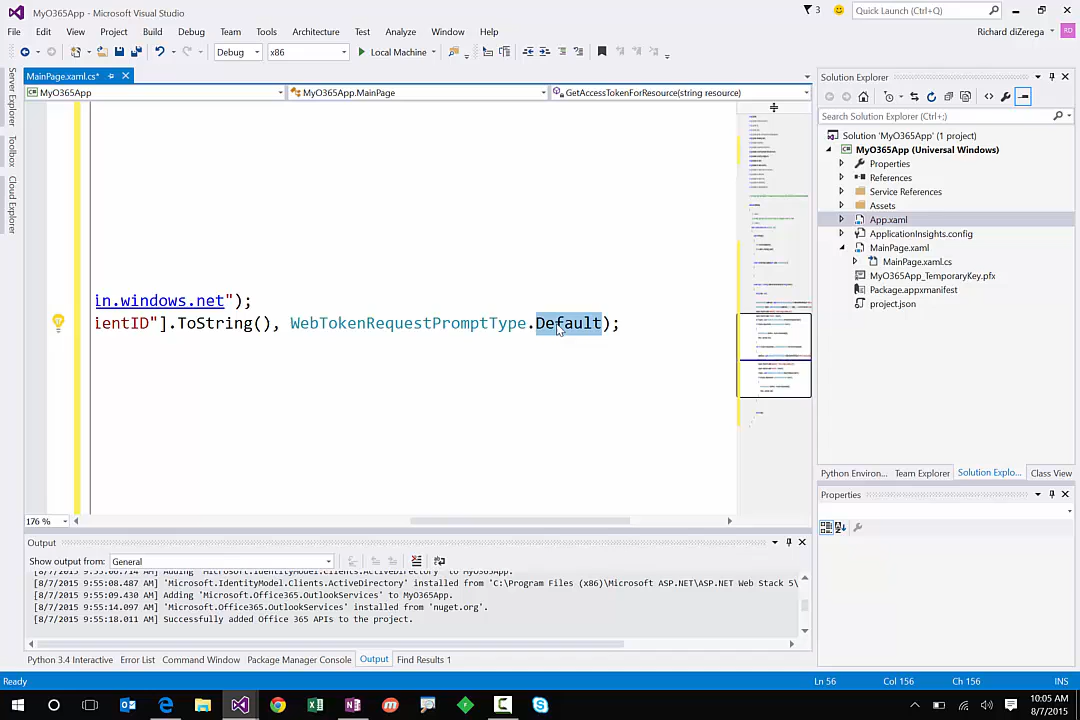 MyO365App - Microsoft Visual Studio
3
Quick Launch (Ctrl+Q)
File Edit View Project Build Debug Team Tools Architecture Test Analyze Window Help
Richard diZerega
RD
Debug x86 Local Machine
Server Explorer
Toolbox
Cloud Explorer
MainPage.xaml.cs*
MyO365App MyO365App.MainPage GetAccessTokenForResource(string resource)
in.windows.net");
ientID"].ToString(), WebTokenRequestPromptType.Default);
176 %
Solution Explorer
Search Solution Explorer (Ctrl+;)
Solution 'MyO365App' (1 project)
MyO365App (Universal Windows)
Properties
References
Service References
Assets
App.xaml
ApplicationInsights.config
MainPage.xaml
MainPage.xaml.cs
MyO365App_TemporaryKey.pfx
Package.appxmanifest
project.json
Python Environ... Team Explorer Solution Explo... Class View
Properties
Output
Show output from: General
[8/7/2015 9:55:08.487 AM] 'Microsoft.IdentityModel.Clients.ActiveDirectory' installed from 'C:\Program Files (x86)\Microsoft ASP.NET\ASP.NET Web Stack 5\
[8/7/2015 9:55:09.430 AM] Adding 'Microsoft.Office365.OutlookServices' to MyO365App.
[8/7/2015 9:55:14.097 AM] 'Microsoft.Office365.OutlookServices' installed from 'nuget.org'.
[8/7/2015 9:55:18.011 AM] Successfully added Office 365 APIs to the project.
Python 3.4 Interactive Error List Command Window Package Manager Console Output Find Results 1
Ready Ln 56 Col 156 Ch 156 INS
10:05 AM
8/7/2015